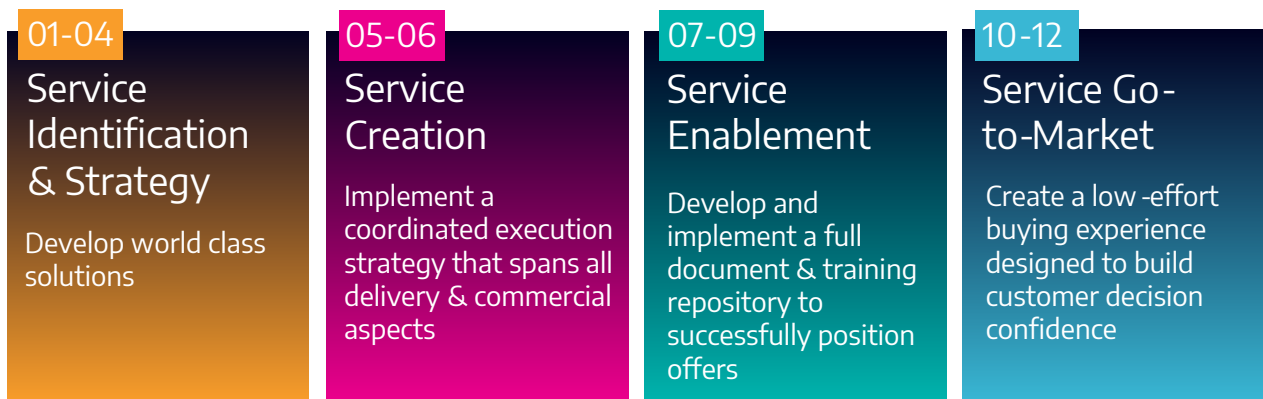 01-04
Service
Identification
& Strategy
Develop world class
solutions
05-06
Service
Creation
Implement a
coordinated execution
strategy that spans all
delivery & commercial
aspects
07-09
Service
Enablement
Develop and
implement a full
document & training
repository to
successfully position
offers
10-12
Service Go-
to-Market
Create a low-effort
buying experience
designed to build
customer decision
confidence